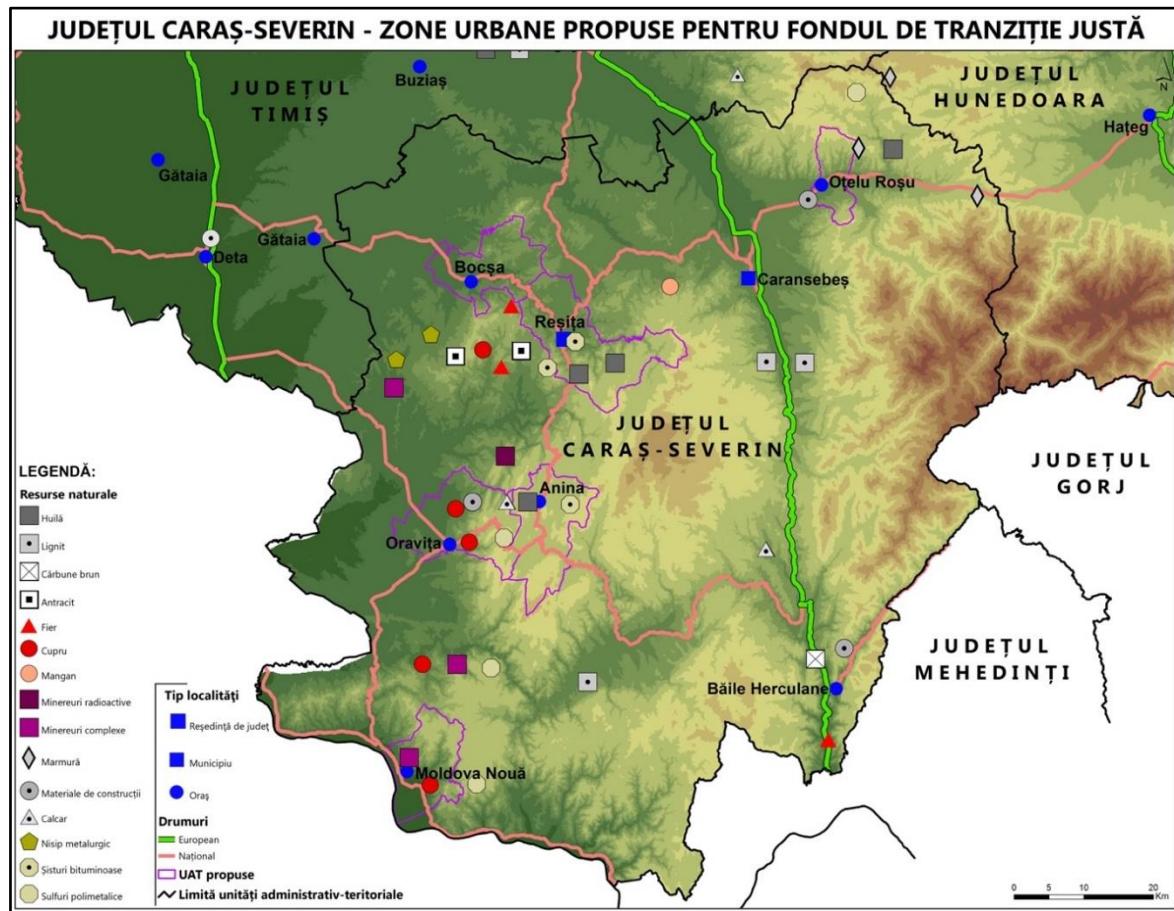 JUDEȚUL CARAȘ-SEVERIN - ZONE URBANE PROPUSE PENTRU FONDUL DE TRANZIȚIE JUSTĂ
JUDEȚUL
TIMIȘ
Buziaș
JUDEȚUL
HUNEDOARA
N
Hațeg
Gătaia
Oțelu Roșu
Gătaia
Deta
Bocșa
Caransebeș
Reșița
JUDEȚUL
CARAȘ-SEVERIN
JUDEȚUL
GORJ
Anina
Oravița
JUDEȚUL
MEHEDINȚI
Băile Herculane
Moldova Nouă
LEGENDĂ:
Resurse naturale
Huilă
Lignit
Cărbune brun
Antracit
Fier
Cupru
Mangan
Minereuri radioactive
Minereuri complexe
Marmură
Materiale de construcții
Calcar
Nisip metalurgic
Șisturi bituminoase
Sulfuri polimetalice
Tip localități
Reședință de județ
Municipiu
Oraș
Drumuri
European
Național
UAT propuse
Limită unități administrativ-teritoriale
0 5 10 15 20
Km